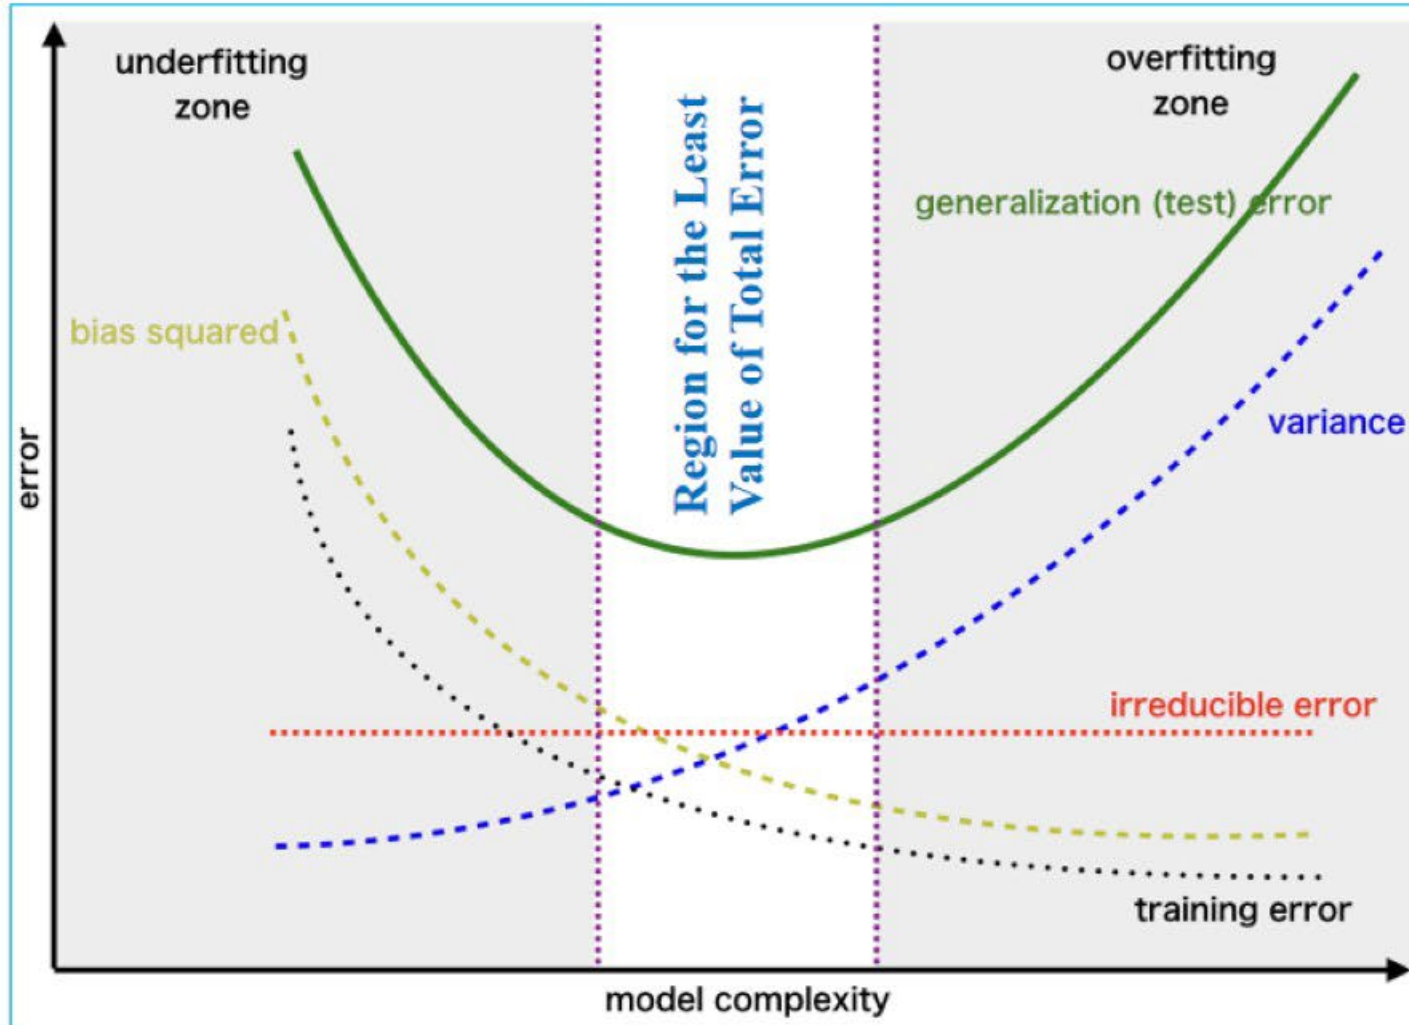 underfitting
zone
Region for the Least
Value of Total Error
overfitting
zone
generalization (test) error
bias squared
variance
error
irreducible error
training error
model complexity